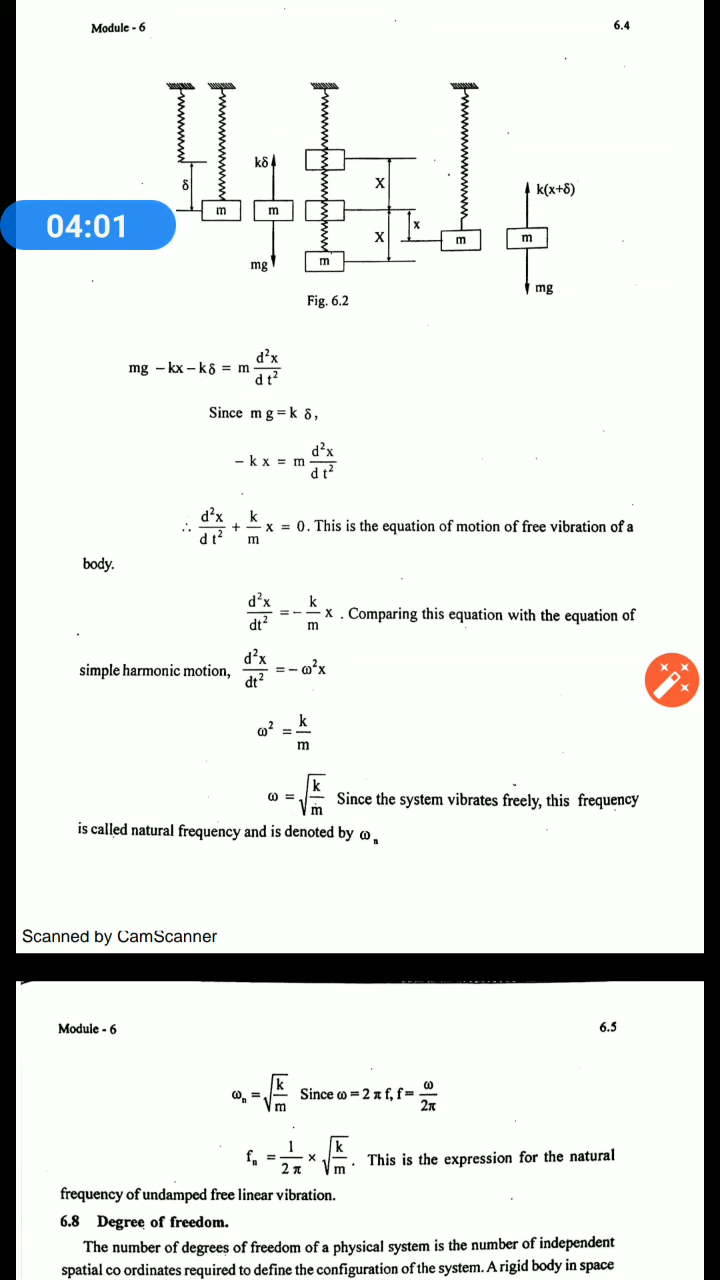 Module - 6 6.4
kδ
δ
X
k(x+δ)
04:01
m
m
x
X
m
m
m
mg
mg
Fig. 6.2
mg − kx − kδ = m d²x/dt²
Since m g = k δ,
− k x = m d²x/dt²
∴ d²x/dt² + k/m x = 0. This is the equation of motion of free vibration of a
body.
d²x/dt² = − k/m x . Comparing this equation with the equation of
simple harmonic motion, d²x/dt² = − ω²x
ω² = k/m
ω = √(k/m) Since the system vibrates freely, this frequency
is called natural frequency and is denoted by ωₙ
Scanned by CamScanner
Module - 6 6.5
ωₙ = √(k/m) Since ω = 2 π f, f = ω/2π
fₙ = 1/2π × √(k/m) . This is the expression for the natural
frequency of undamped free linear vibration.
6.8 Degree of freedom.
The number of degrees of freedom of a physical system is the number of independent
spatial co ordinates required to define the configuration of the system. A rigid body in space